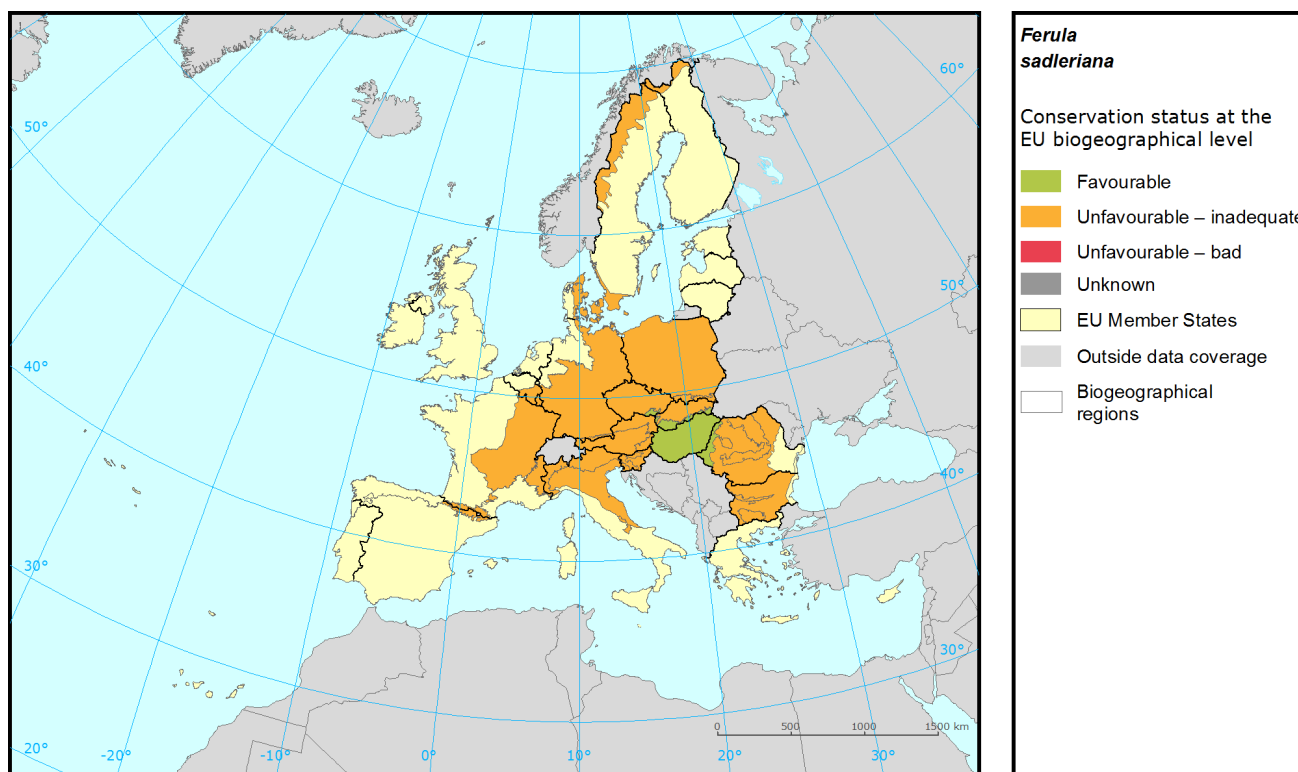 Ferula
sadleriana
Conservation status at the
EU biogeographical level
Favourable
Unfavourable – inadequate
Unfavourable – bad
Unknown
EU Member States
Outside data coverage
Biogeographical
regions
60°
50°
50°
40°
40°
30°
30°
20°
-20°
-10°
0°
10°
20°
30°
0
500
1000
1500 km